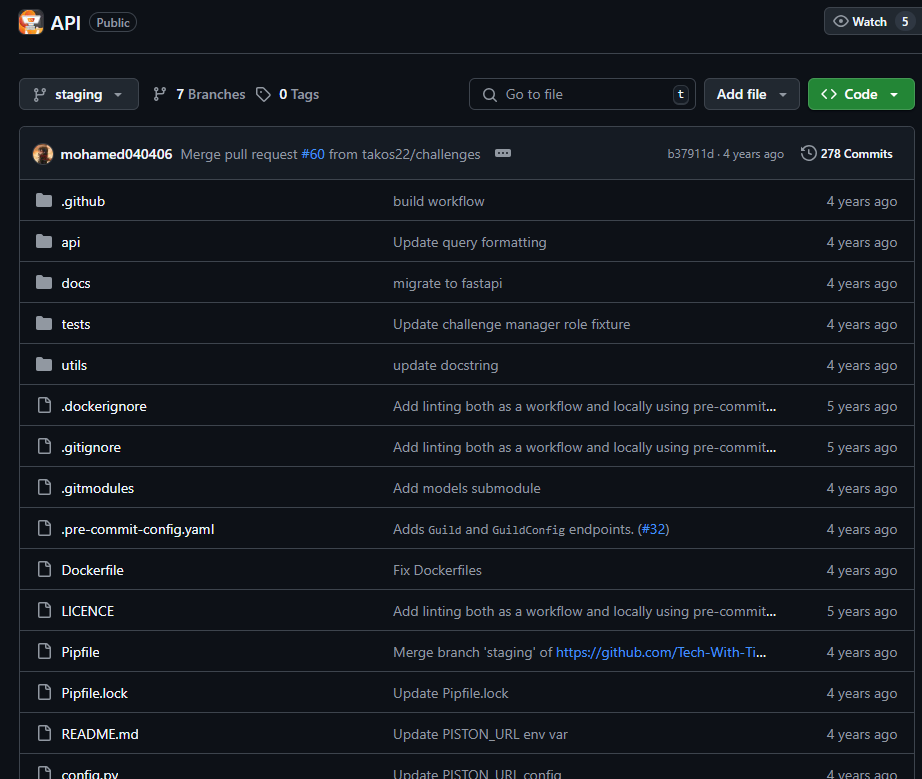 API Public Watch 5
staging 7 Branches 0 Tags Go to file t Add file Code
mohamed040406 Merge pull request #60 from takos22/challenges b37911d · 4 years ago 278 Commits
.github build workflow 4 years ago
api Update query formatting 4 years ago
docs migrate to fastapi 4 years ago
tests Update challenge manager role fixture 4 years ago
utils update docstring 4 years ago
.dockerignore Add linting both as a workflow and locally using pre-commit... 5 years ago
.gitignore Add linting both as a workflow and locally using pre-commit... 5 years ago
.gitmodules Add models submodule 4 years ago
.pre-commit-config.yaml Adds Guild and GuildConfig endpoints. (#32) 4 years ago
Dockerfile Fix Dockerfiles 4 years ago
LICENCE Add linting both as a workflow and locally using pre-commit... 5 years ago
Pipfile Merge branch 'staging' of https://github.com/Tech-With-Ti... 4 years ago
Pipfile.lock Update Pipfile.lock 4 years ago
README.md Update PISTON_URL env var 4 years ago
config.py Update PISTON_URL config 4 years ago